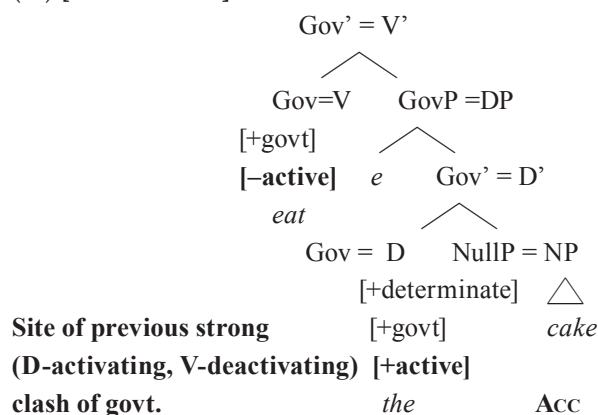 Gov’ = V’
Gov=V GovP =DP
[+govt]
[–active] e Gov’ = D’
eat
Gov = D NullP = NP
[+determinate]
Site of previous strong [+govt] cake
(D-activating, V-deactivating) [+active]
clash of govt. the ACC